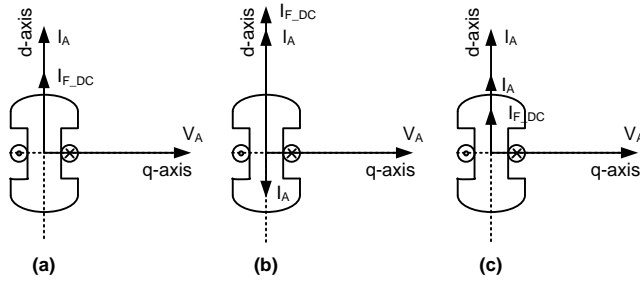 d-axis
I_A
I_F_DC
V_A
q-axis
(a)
d-axis
I_F_DC
I_A
V_A
q-axis
I_A
(b)
d-axis
I_A
I_A
I_F_DC
V_A
q-axis
(c)